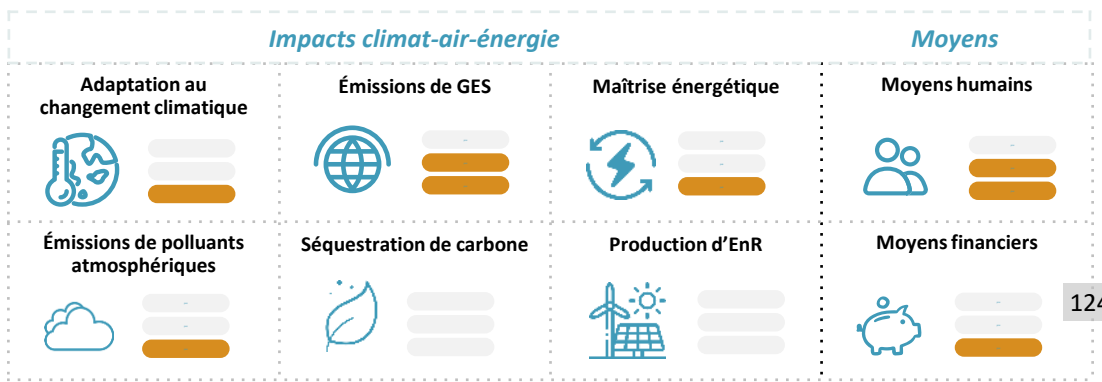 Impacts climat-air-énergie
Moyens
Adaptation au
changement climatique
Émissions de GES
-
-
-
Maîtrise énergétique
-
-
-
Moyens humains
-
-
-
Émissions de polluants
atmosphériques
-
-
-
Séquestration de carbone
Production d'EnR
Moyens financiers
-
-
-
124